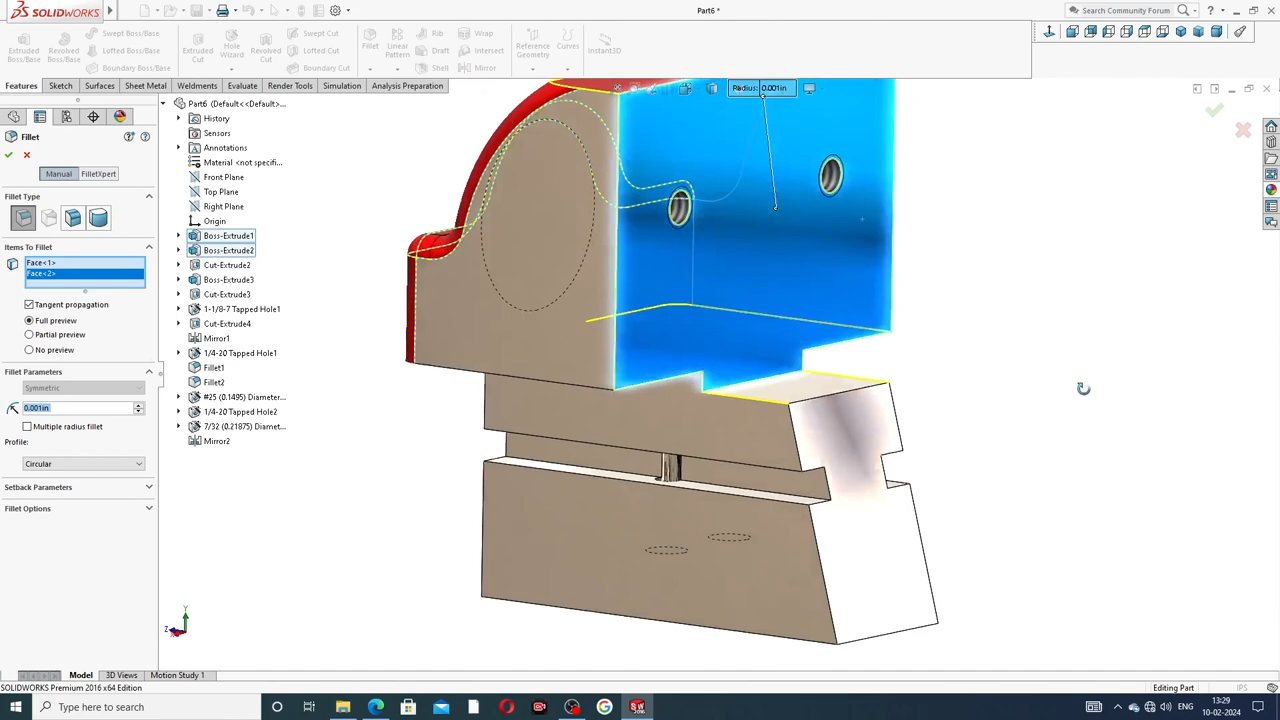 SOLIDWORKS
Part6 *
Search Community Forum
Extruded Boss/Base
Revolved Boss/Base
Swept Boss/Base
Lofted Boss/Base
Boundary Boss/Base
Extruded Cut
Hole Wizard
Revolved Cut
Swept Cut
Lofted Cut
Boundary Cut
Fillet
Linear Pattern
Rib
Draft
Shell
Wrap
Intersect
Mirror
Reference Geometry
Curves
Instant3D
Features
Sketch
Surfaces
Sheet Metal
Weldments
Evaluate
Render Tools
Simulation
Analysis Preparation
Radius: 0.001in
Fillet
Manual
FilletXpert
Fillet Type
Items To Fillet
Face<1>
Face<2>
Tangent propagation
Full preview
Partial preview
No preview
Fillet Parameters
Symmetric
0.001in
Multiple radius fillet
Profile:
Circular
Setback Parameters
Fillet Options
Part6 (Default<<Default>...
History
Sensors
Annotations
Material <not specifi...
Front Plane
Top Plane
Right Plane
Origin
Boss-Extrude1
Boss-Extrude2
Cut-Extrude2
Boss-Extrude3
Cut-Extrude3
1-1/8-7 Tapped Hole1
Cut-Extrude4
Mirror1
1/4-20 Tapped Hole1
Fillet1
Fillet2
#25 (0.1495) Diameter...
1/4-20 Tapped Hole2
7/32 (0.21875) Diamet...
Mirror2
Y
Z
X
Model
3D Views
Motion Study 1
SOLIDWORKS Premium 2016 x64 Edition
Editing Part
IPS
Type here to search
ENG
13:29
10-02-2024